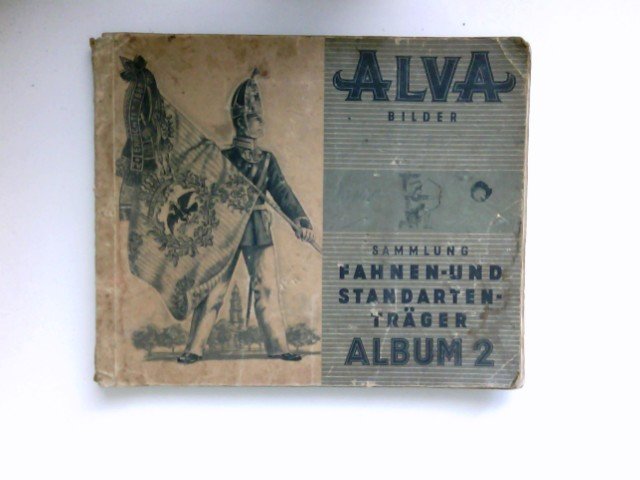 ALVA
BILDER
SAMMLUNG
FAHNEN-UND
STANDARTEN-
TRÄGER
ALBUM 2